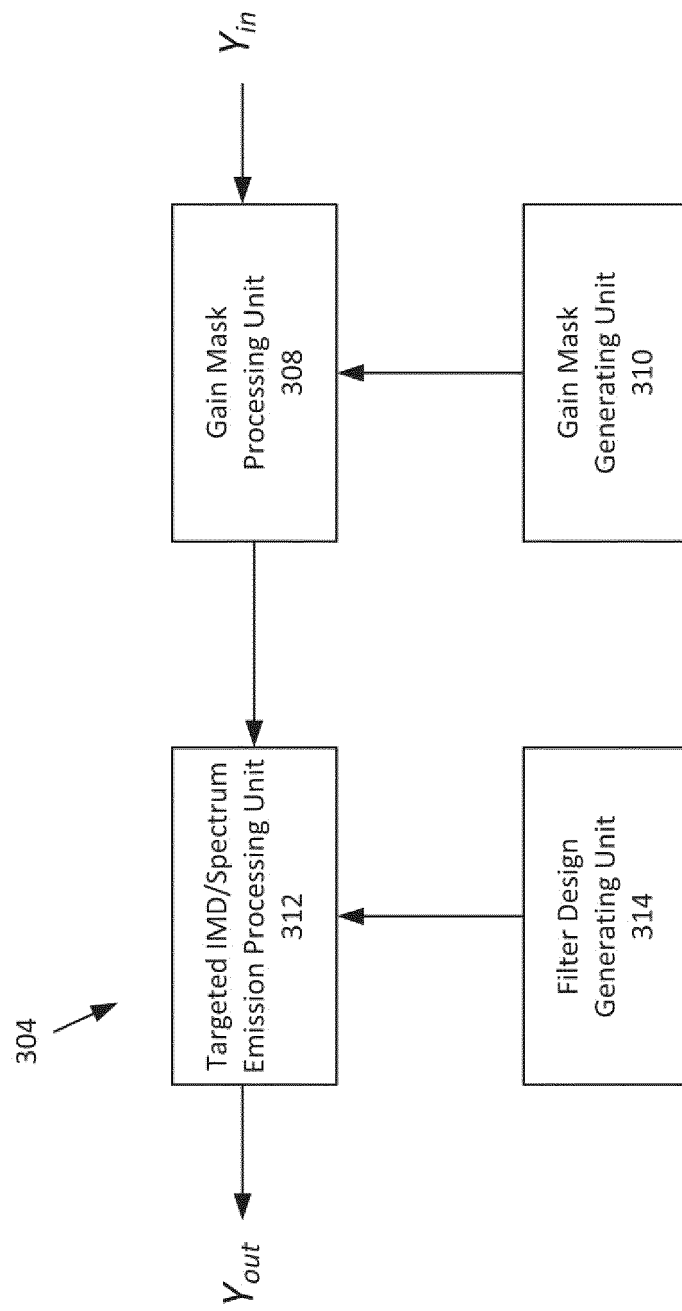 304
Y_out
Targeted IMD/Spectrum
Emission Processing Unit
312
Gain Mask
Processing Unit
308
Y_in
Filter Design
Generating Unit
314
Gain Mask
Generating Unit
310